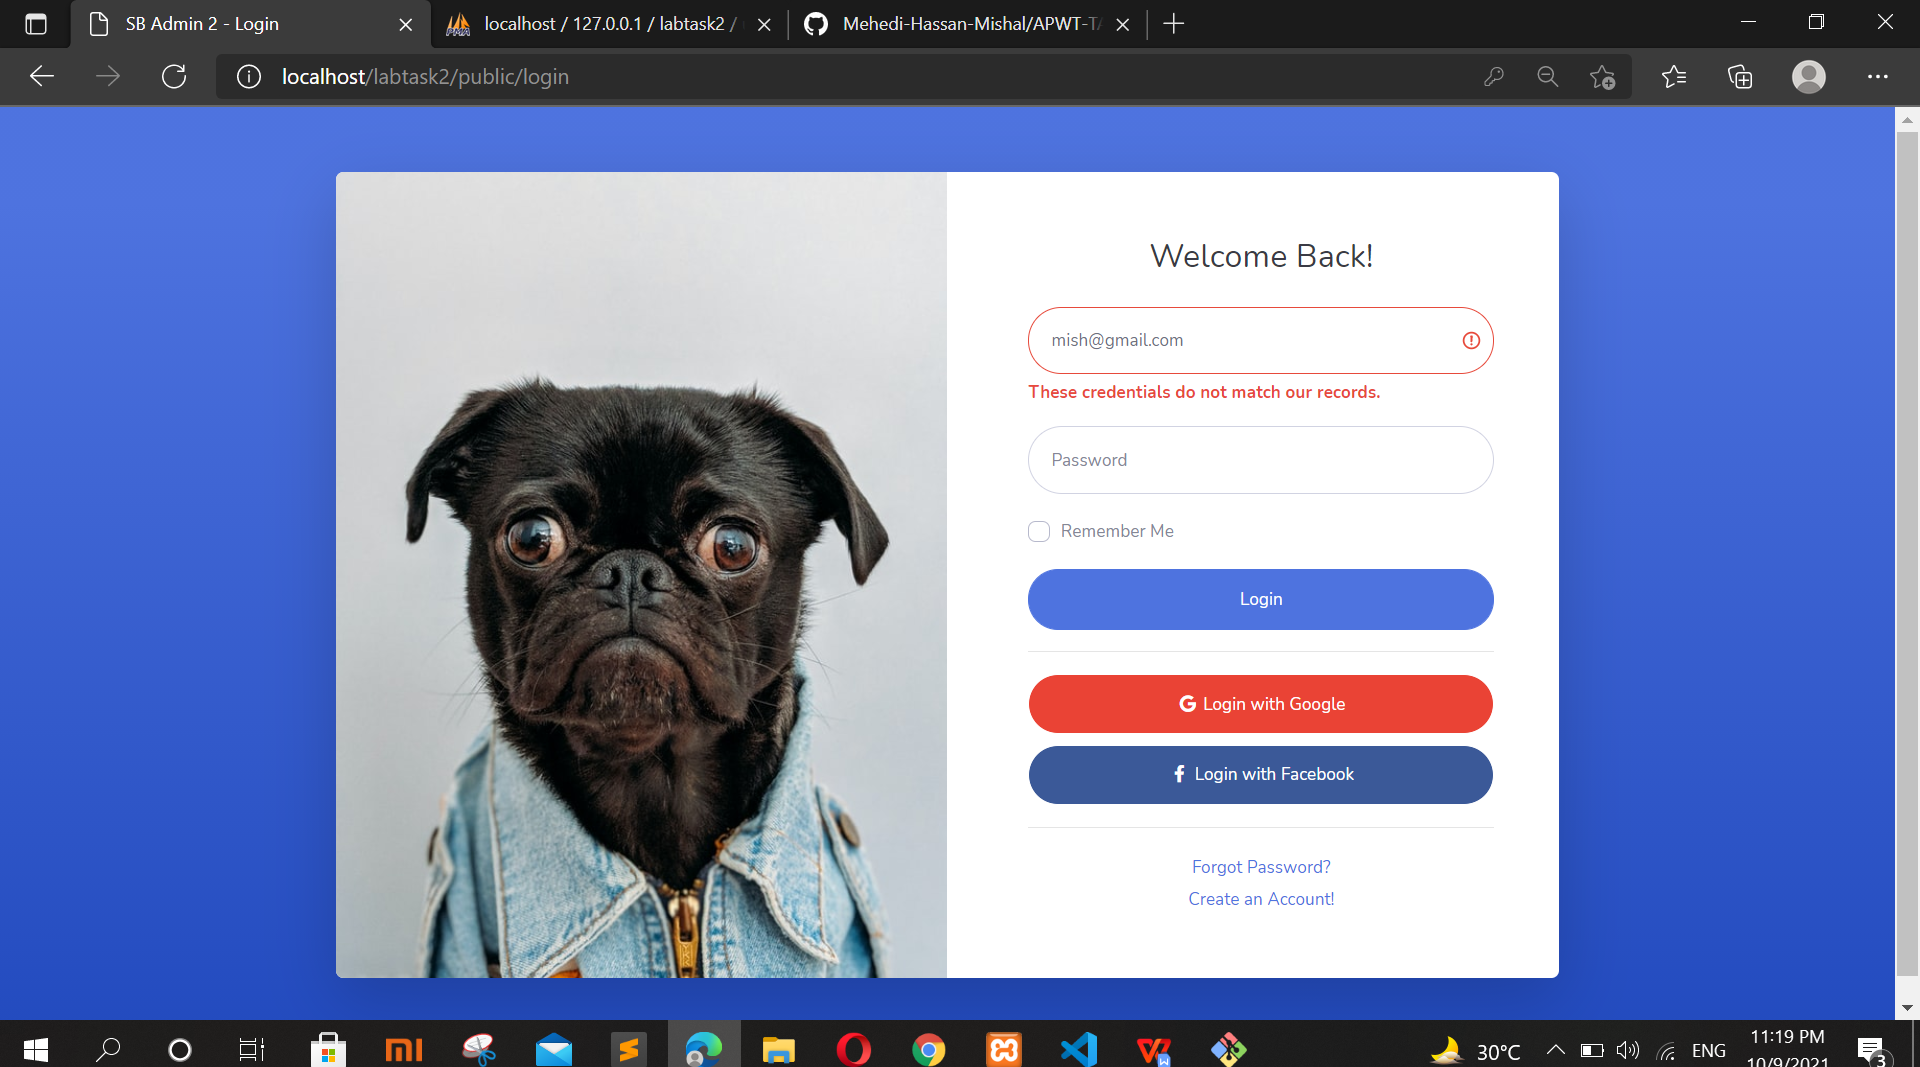 SB Admin 2 - Login
localhost / 127.0.0.1 / labtask2 /
Mehedi-Hassan-Mishal/APWT-TA
localhost/labtask2/public/login
Welcome Back!
mish@gmail.com
These credentials do not match our records.
Password
Remember Me
Login
Login with Google
Login with Facebook
Forgot Password?
Create an Account!
30°C
ENG
11:19 PM
10/9/2021
3